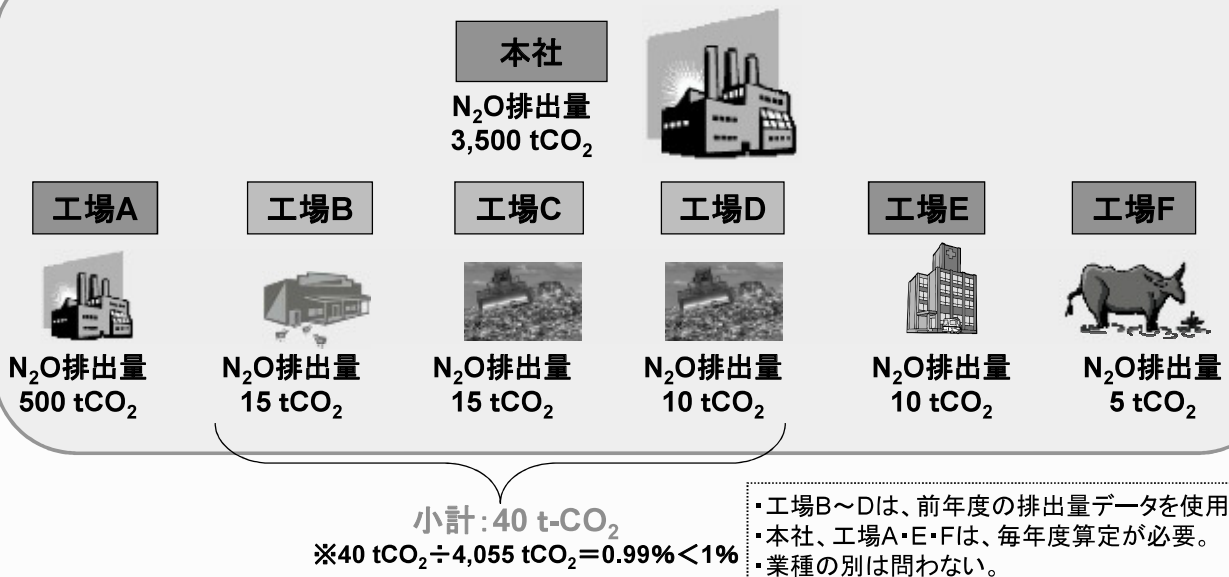 本社
N₂O排出量
3,500 tCO₂
工場A
工場B
工場C
工場D
工場E
工場F
N₂O排出量
500 tCO₂
N₂O排出量
15 tCO₂
N₂O排出量
15 tCO₂
N₂O排出量
10 tCO₂
N₂O排出量
10 tCO₂
N₂O排出量
5 tCO₂
小計:40 t-CO₂
※40 tCO₂÷4,055 tCO₂=0.99%<1%
・工場B~Dは、前年度の排出量データを使用
・本社、工場A・E・Fは、毎年度算定が必要。
・業種の別は問わない。